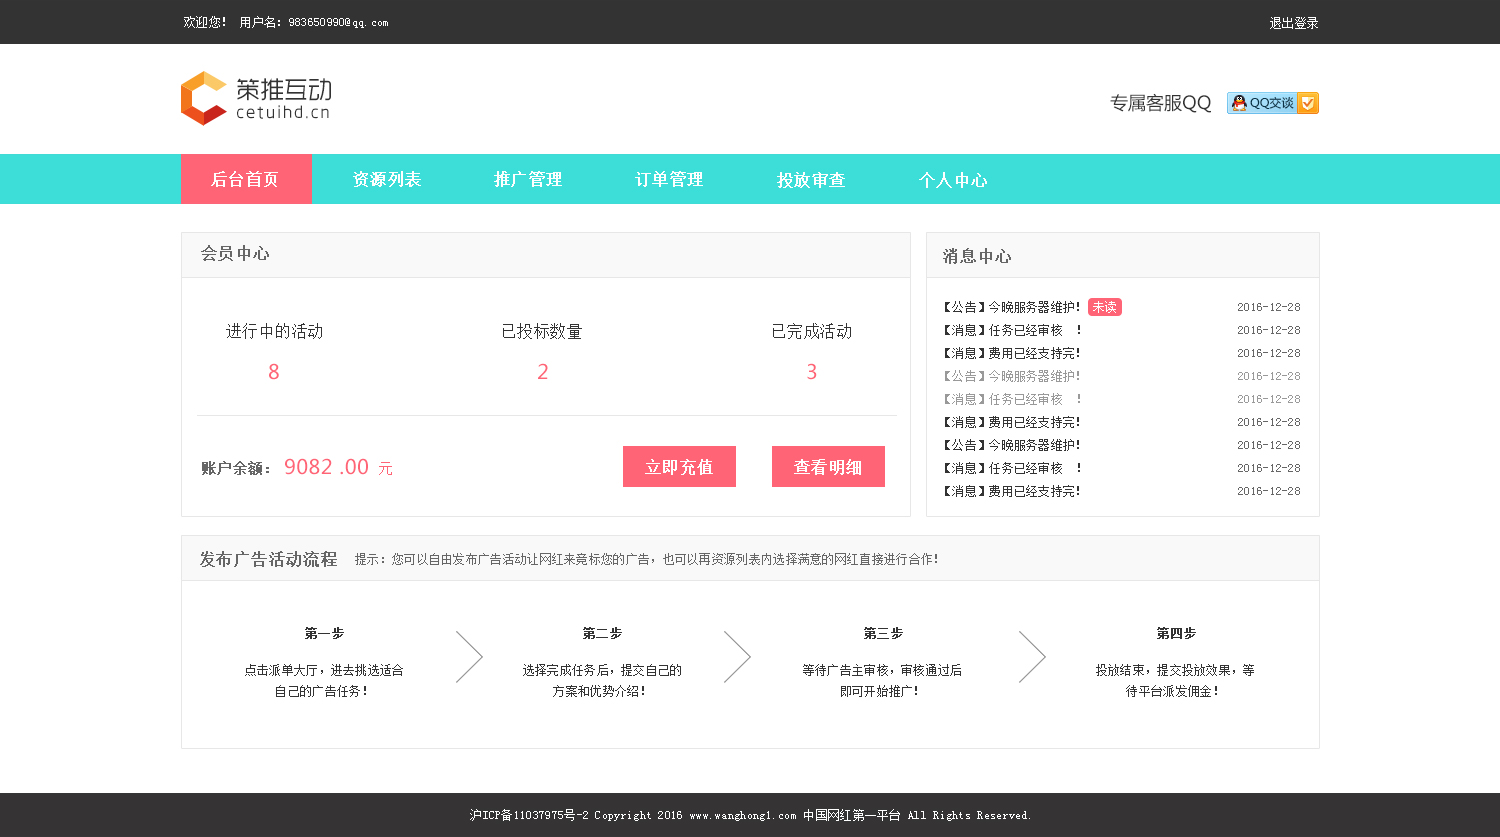 欢迎您! 用户名: 983650990@qq.com 退出登录
策推互动
cetuihd.cn
专属客服QQ QQ交谈
后台首页 资源列表 推广管理 订单管理 投放审查 个人中心
会员中心
进行中的活动 已投标数量 已完成活动
8 2 3
账户余额: 9082 .00 元 立即充值 查看明细
消息中心
【公告】今晚服务器维护! 未读 2016-12-28
【消息】任务已经审核 ! 2016-12-28
【消息】费用已经支持完! 2016-12-28
【公告】今晚服务器维护! 2016-12-28
【消息】任务已经审核 ! 2016-12-28
【消息】费用已经支持完! 2016-12-28
【公告】今晚服务器维护! 2016-12-28
【消息】任务已经审核 ! 2016-12-28
【消息】费用已经支持完! 2016-12-28
发布广告活动流程 提示: 您可以自由发布广告活动让网红来竞标您的广告, 也可以再资源列表内选择满意的网红直接进行合作!
第一步
点击派单大厅, 进去挑选适合
自己的广告任务!
第二步
选择完成任务后, 提交自己的
方案和优势介绍!
第三步
等待广告主审核, 审核通过后
即可开始推广!
第四步
投放结束, 提交投放效果, 等
待平台派发佣金!
沪ICP备11037975号-2 Copyright 2016 www.wanghong1.com 中国网红第一平台 All Rights Reserved.